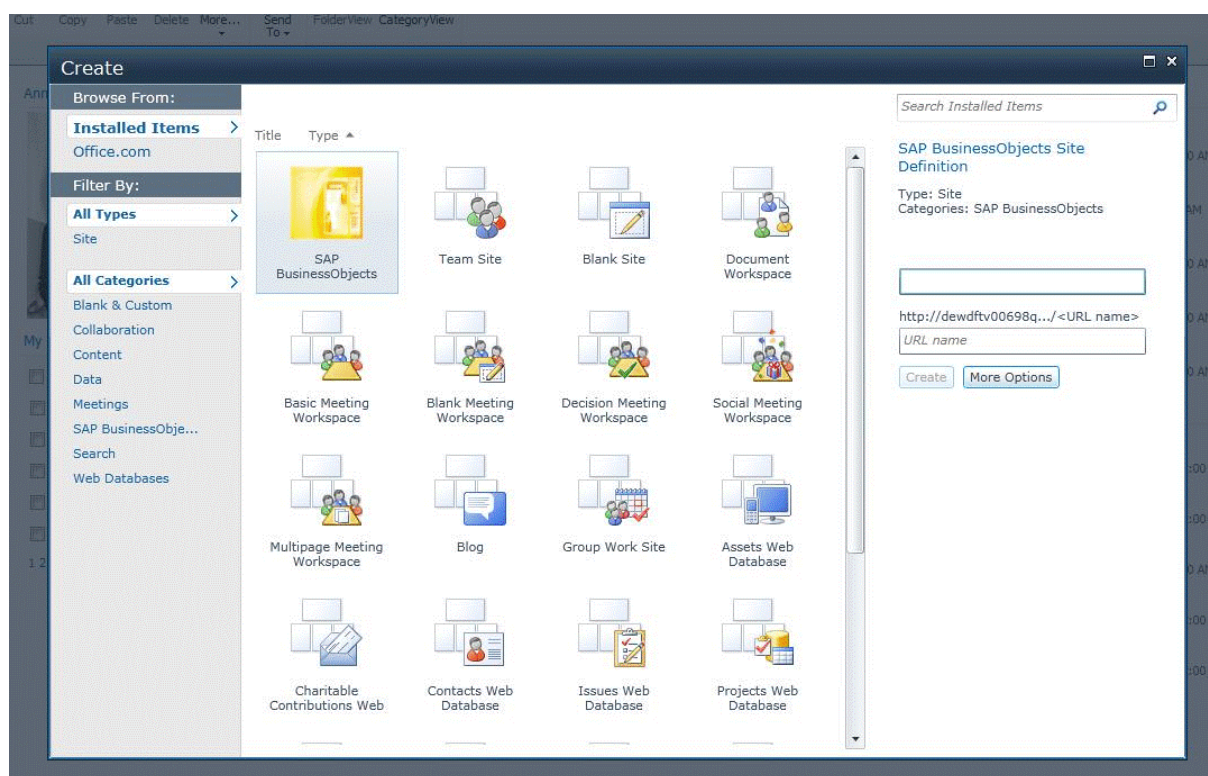 Cut Copy Paste Delete More... Send To FolderView CategoryView
Create
Browse From:
Installed Items
Office.com
Filter By:
All Types
Site
All Categories
Blank & Custom
Collaboration
Content
Data
Meetings
SAP BusinessObje...
Search
Web Databases
Title Type
SAP
BusinessObjects
Team Site
Blank Site
Document
Workspace
Basic Meeting
Workspace
Blank Meeting
Workspace
Decision Meeting
Workspace
Social Meeting
Workspace
Multipage Meeting
Workspace
Blog
Group Work Site
Assets Web
Database
Charitable
Contributions Web
Contacts Web
Database
Issues Web
Database
Projects Web
Database
Search Installed Items
SAP BusinessObjects Site
Definition
Type: Site
Categories: SAP BusinessObjects
http://dewdftv00698q.../<URL name>
URL name
Create More Options
Ann
My
1 2